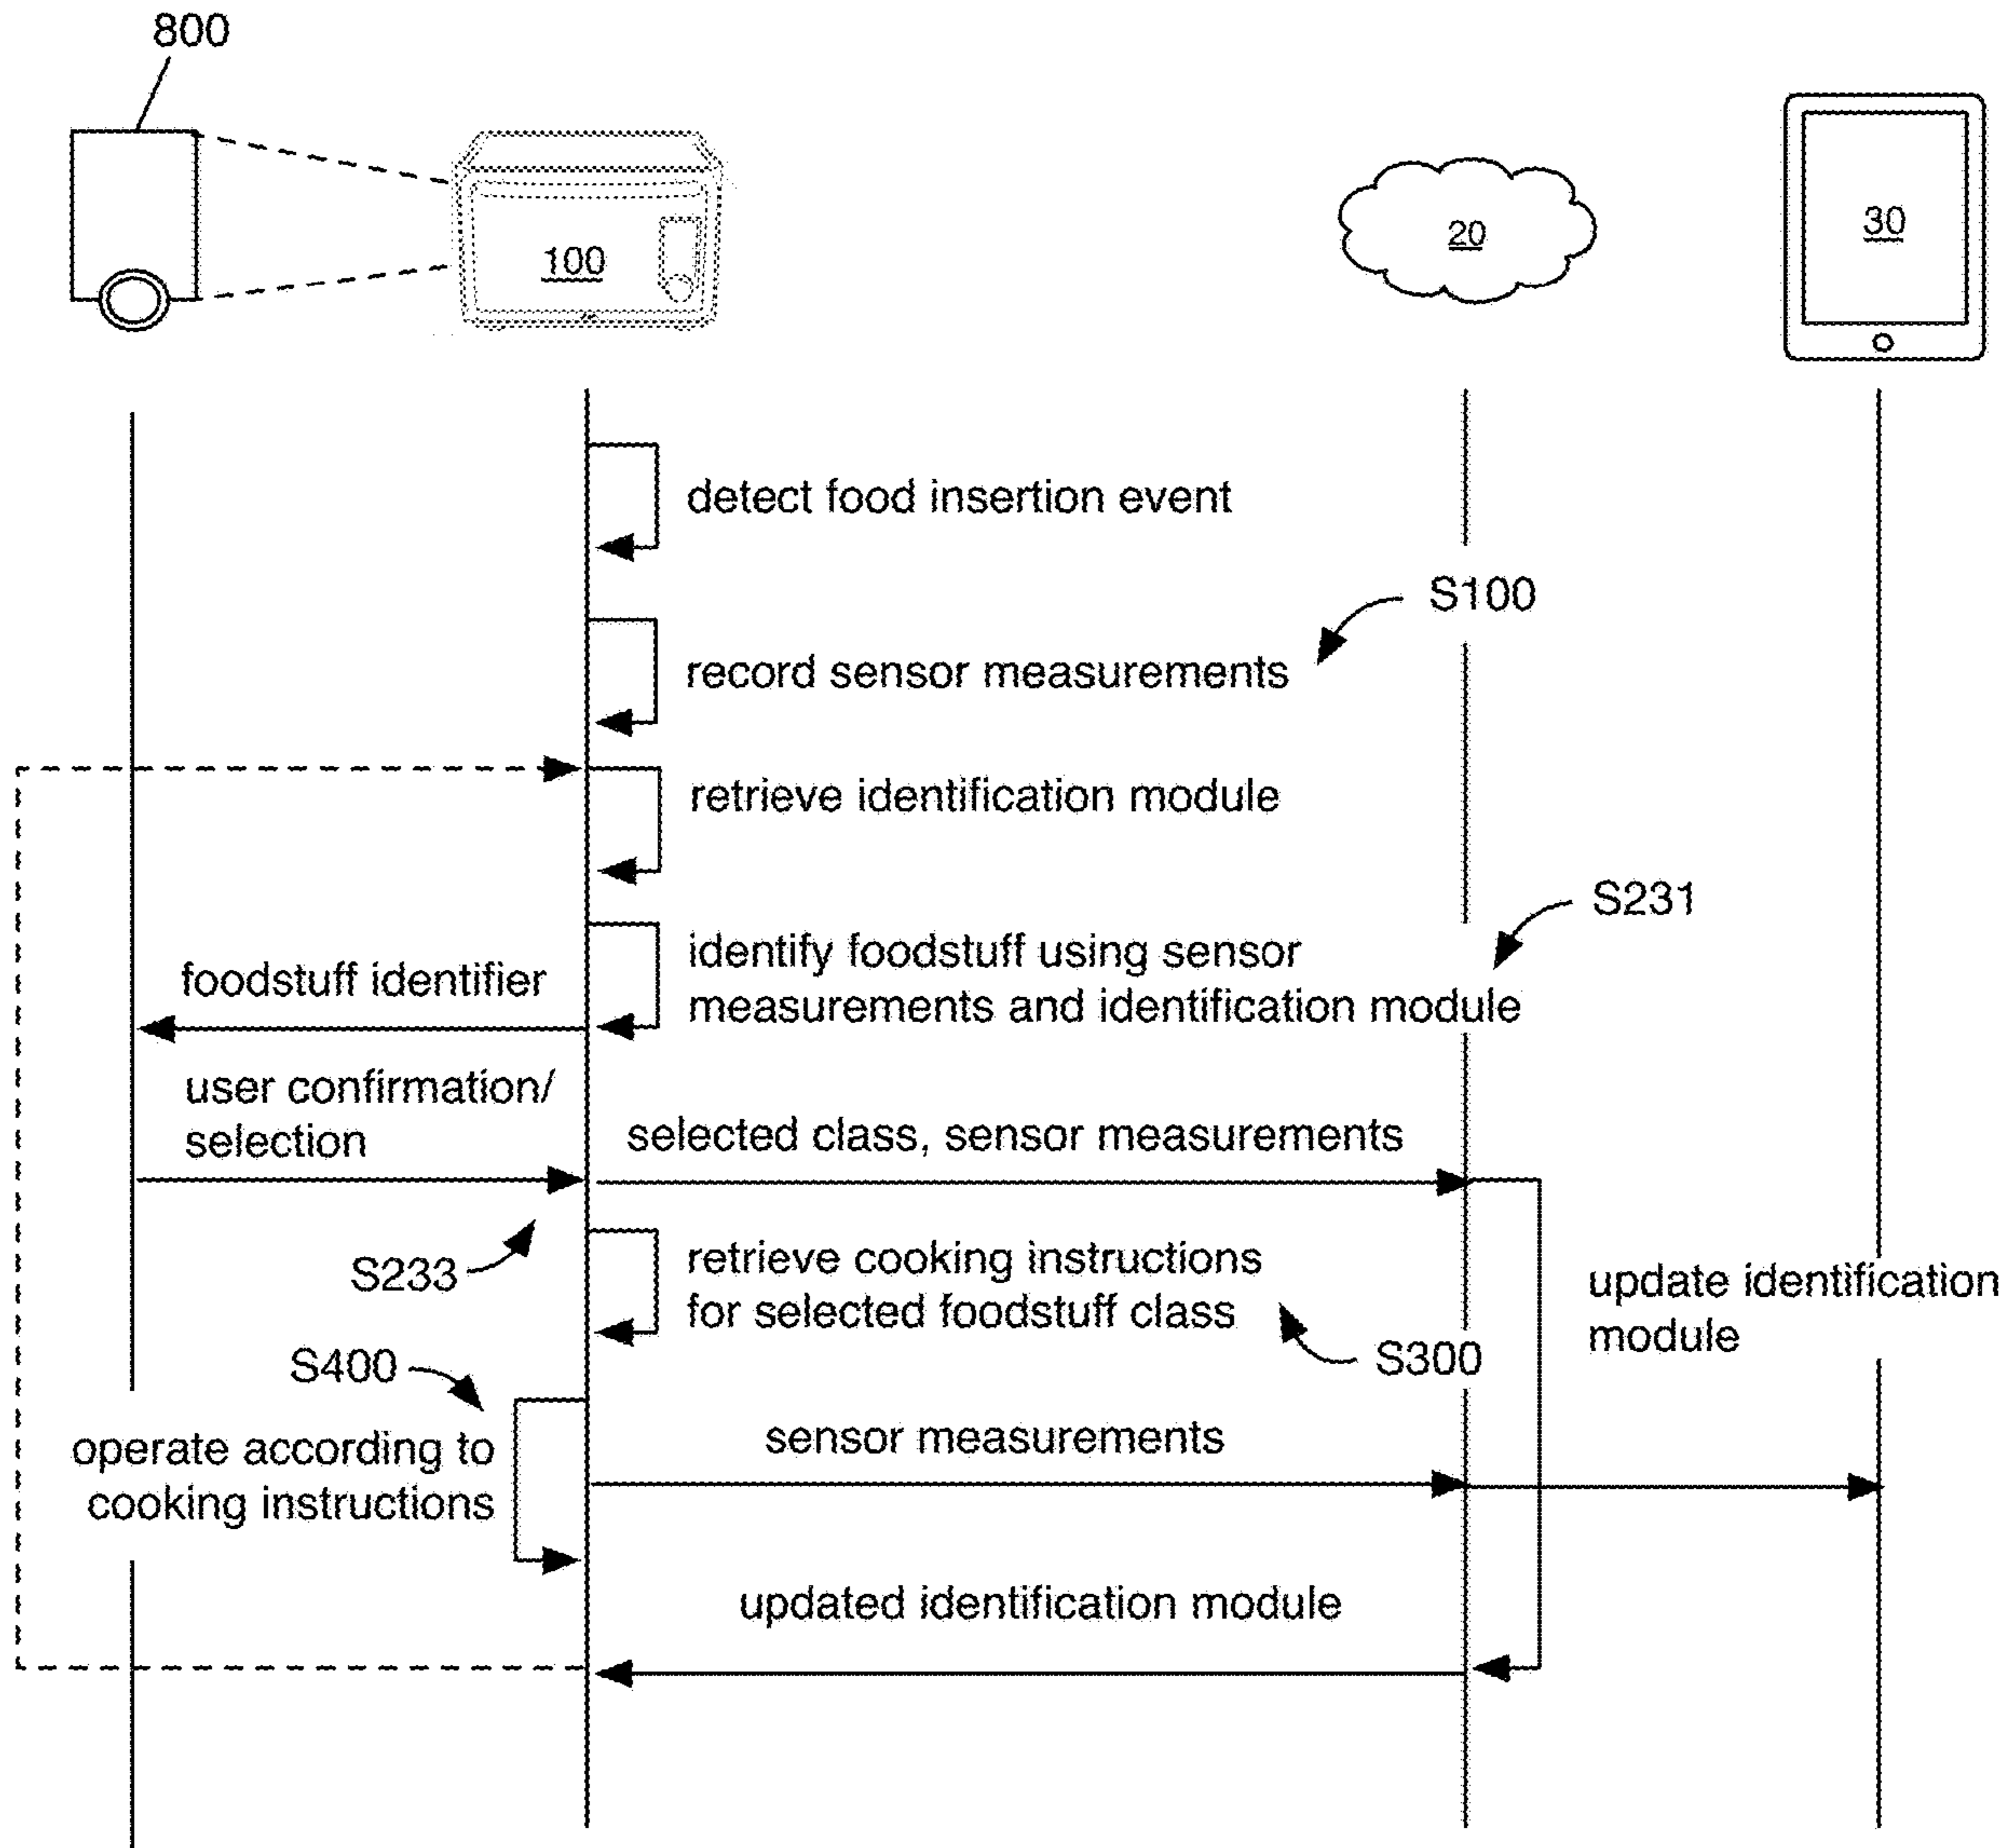 800
100
20
30
detect food insertion event
S100
record sensor measurements
retrieve identification module
S231
identify foodstuff using sensor
measurements and identification module
foodstuff identifier
user confirmation/
selection
selected class, sensor measurements
S233
retrieve cooking instructions
for selected foodstuff class
update identification
module
S300
S400
operate according to
cooking instructions
sensor measurements
updated identification module